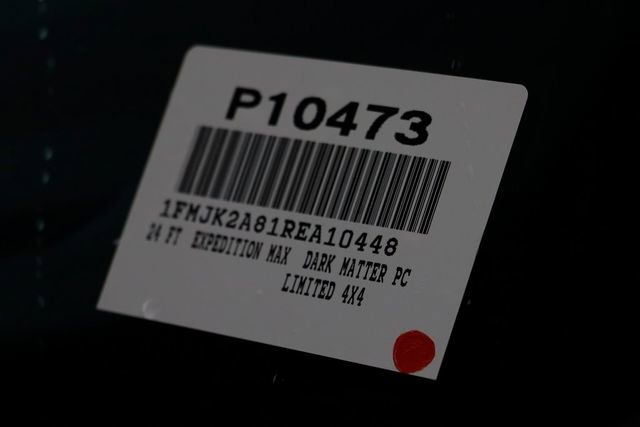 P10473
1FMJK2A81REA10448
24 FT EXPEDITION MAX DARK MATTER PC
LIMITED 4X4